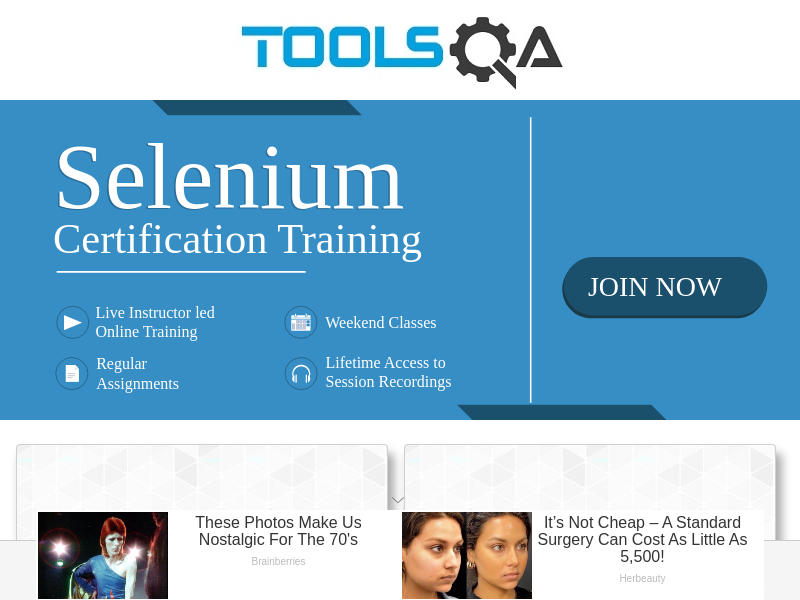 TOOLSQA
Selenium
Certification Training
JOIN NOW
Live Instructor led
Online Training
Weekend Classes
Regular
Assignments
Lifetime Access to
Session Recordings
These Photos Make Us
Nostalgic For The 70's
Brainberries
It’s Not Cheap – A Standard
Surgery Can Cost As Little As
5,500!
Herbeauty